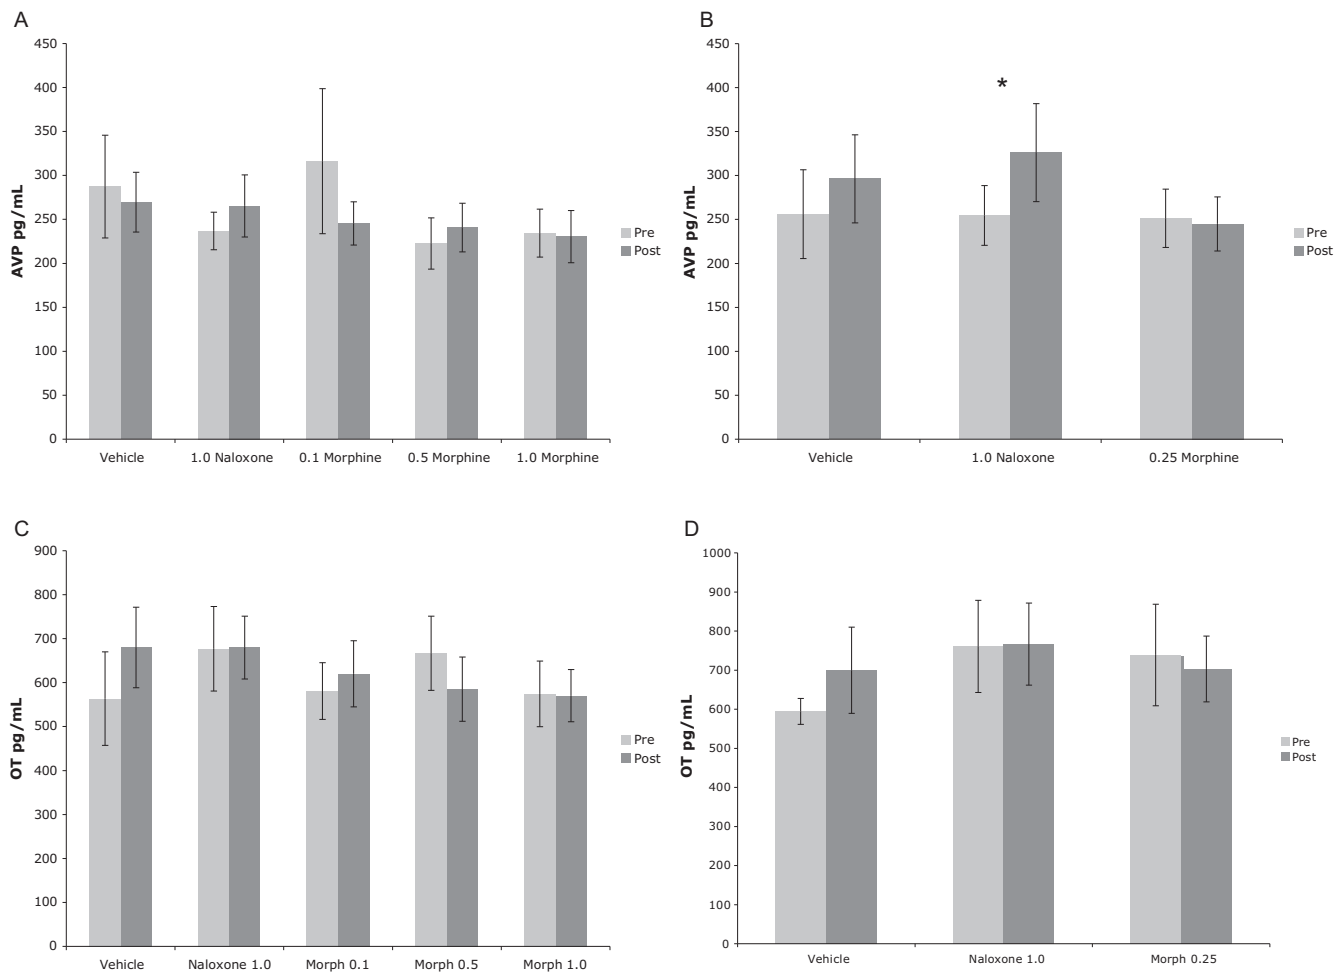 A
450
400
350
300
250
200
150
100
50
0
AVP pg/mL
Vehicle 1.0 Naloxone 0.1 Morphine 0.5 Morphine 1.0 Morphine
Pre
Post
B
450
400
350
300
250
200
150
100
50
0
AVP pg/mL
*
Vehicle 1.0 Naloxone 0.25 Morphine
Pre
Post
C
900
800
700
600
500
400
300
200
100
0
OT pg/mL
Vehicle Naloxone 1.0 Morph 0.1 Morph 0.5 Morph 1.0
Pre
Post
D
1000
900
800
700
600
500
400
300
200
100
0
OT pg/mL
Vehicle Naloxone 1.0 Morph 0.25
Pre
Post